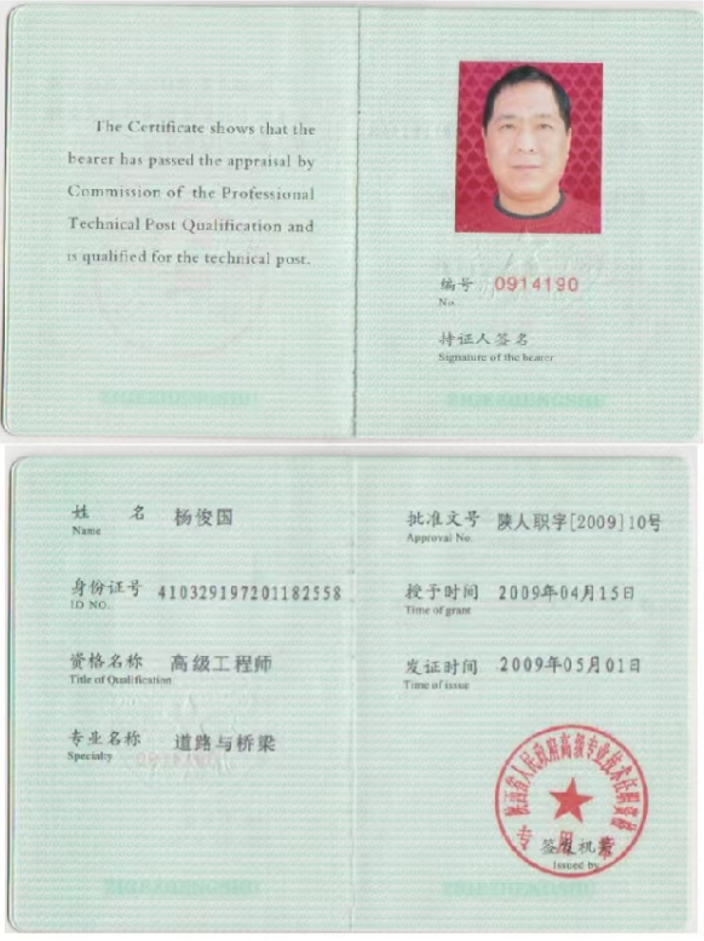 The Certificate shows that the
bearer has passed the appraisal by
Commission of the Professional
Technical Post Qualification and
is qualified for the technical post.
编号 0914190
No.
持证人签名
Signature of the bearer
ZIGEZHENGSHU
ZIGEZHENGSHU
姓 名 杨俊国
Name
身份证号 410329197201182558
ID NO.
资格名称 高级工程师
Title of Qualification
专业名称 道路与桥梁
Specialty
批准文号 陕人职字[2009]10号
Approval No.
授予时间 2009年04月15日
Time of grant
发证时间 2009年05月01日
Time of issue
陕西省人民政府高级专业技术任职资格
专用章
签发机关
Issued by
ZIGEZHENGSHU
ZIGEZHENGSHU